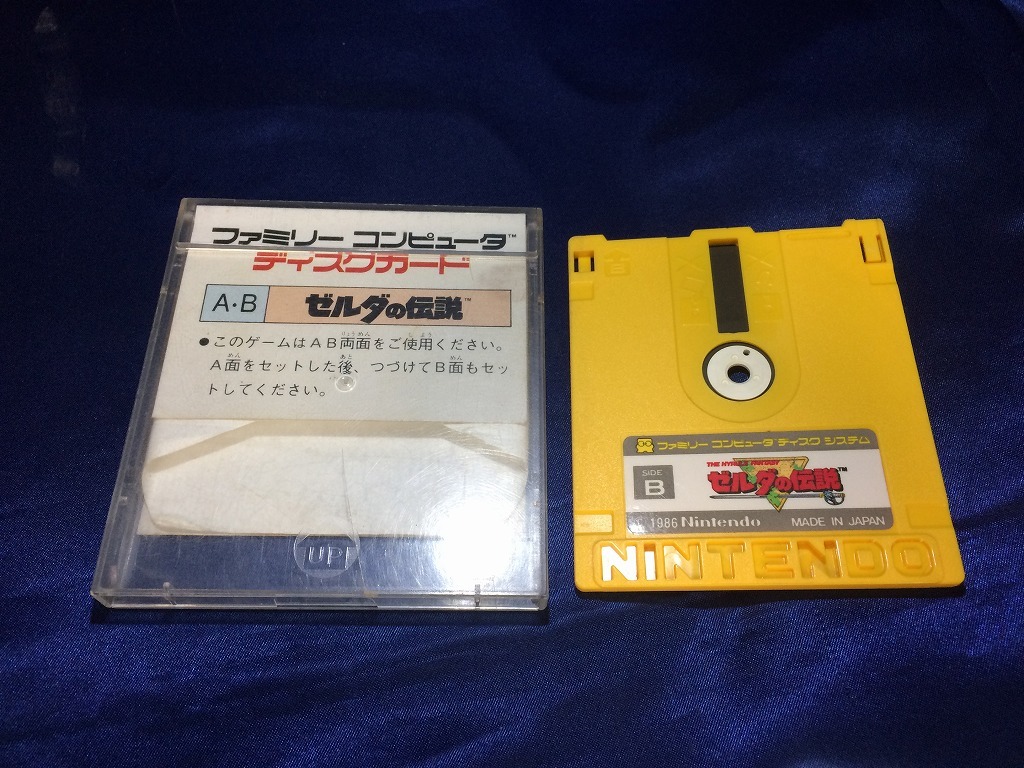 ファミリー コンピュータ™
ディスクカード
A・B ゼルダの伝説™
●このゲームはAB両面をご使用ください。
A面をセットした後、つづけてB面もセッ
トしてください。
UP!
ファミリー コンピュータ ディスク システム
SIDE
B
THE HYRULE FANTASY
ゼルダの伝説™
1986 Nintendo MADE IN JAPAN
NINTENDO